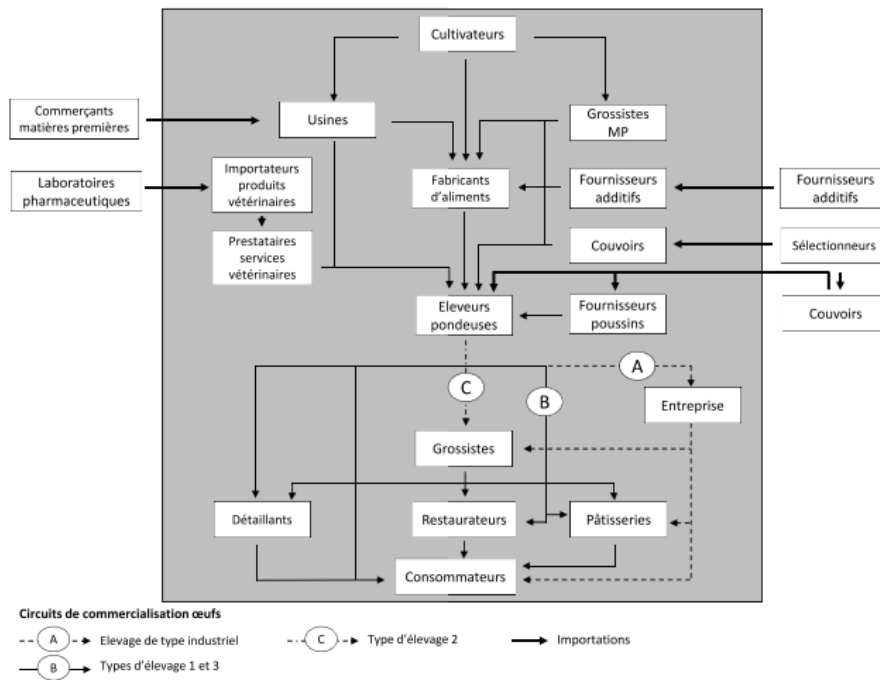 Cultivateurs
Commerçants
matières premières
Usines
Grossistes
MP
Laboratoires
pharmaceutiques
Importateurs
produits
vétérinaires
Fabricants
d'aliments
Fournisseurs
additifs
Fournisseurs
additifs
Prestataires
services
vétérinaires
Couvoirs
Sélectionneurs
Eleveurs
pondeuses
Fournisseurs
poussins
Couvoirs
A
C
B
Entreprise
Grossistes
Détaillants
Restaurateurs
Pâtisseries
Consommateurs
Circuits de commercialisation œufs
A Elevage de type industriel
C Type d'élevage 2
Importations
B Types d'élevage 1 et 3